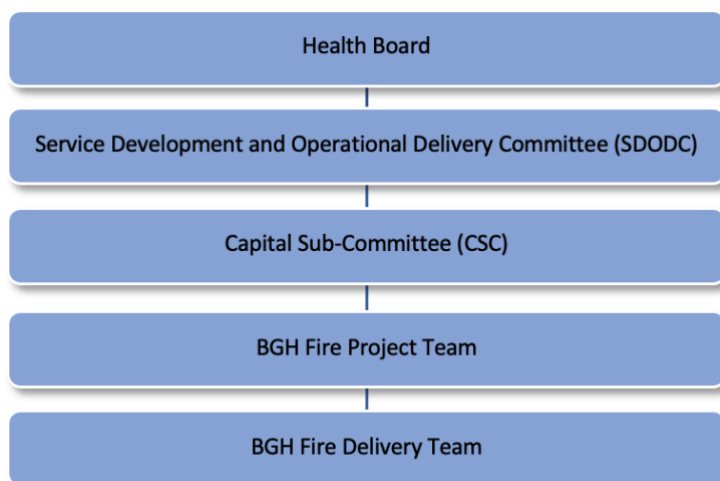 Health Board
Service Development and Operational Delivery Committee (SDODC)
Capital Sub-Committee (CSC)
BGH Fire Project Team
BGH Fire Delivery Team